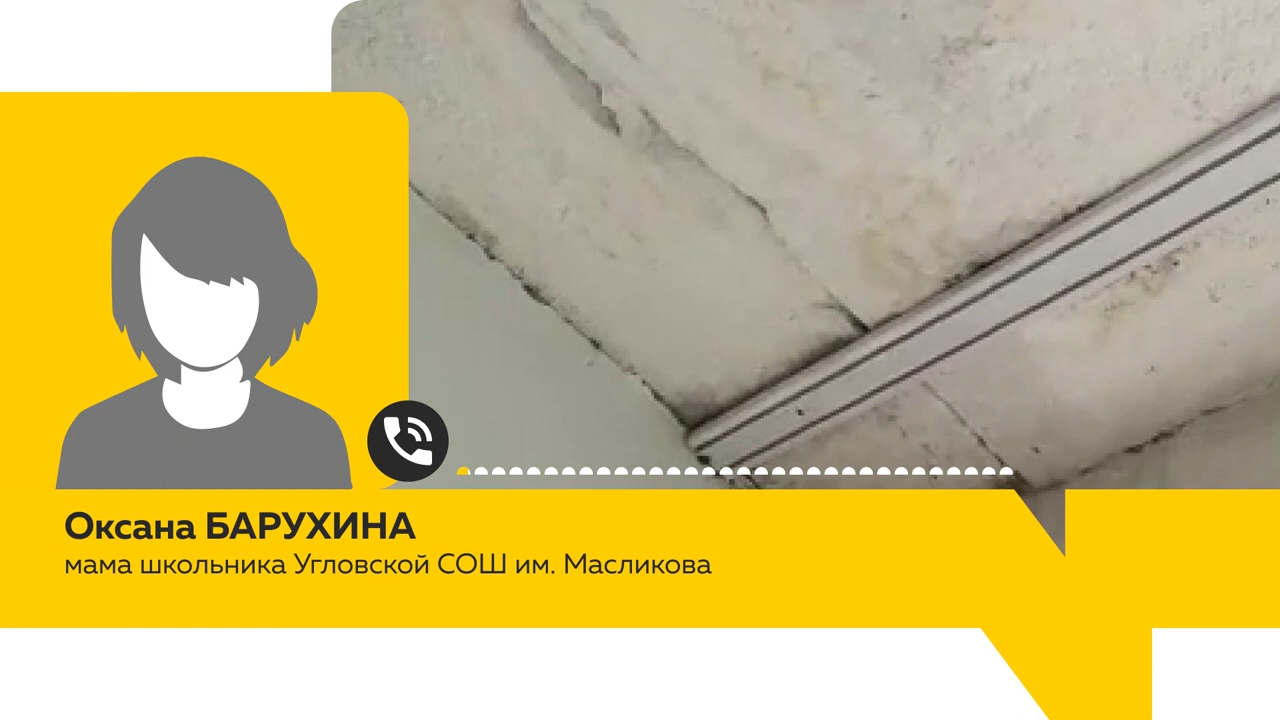 Оксана БАРУХИНА
мама школьника Угловской СОШ им. Масликова